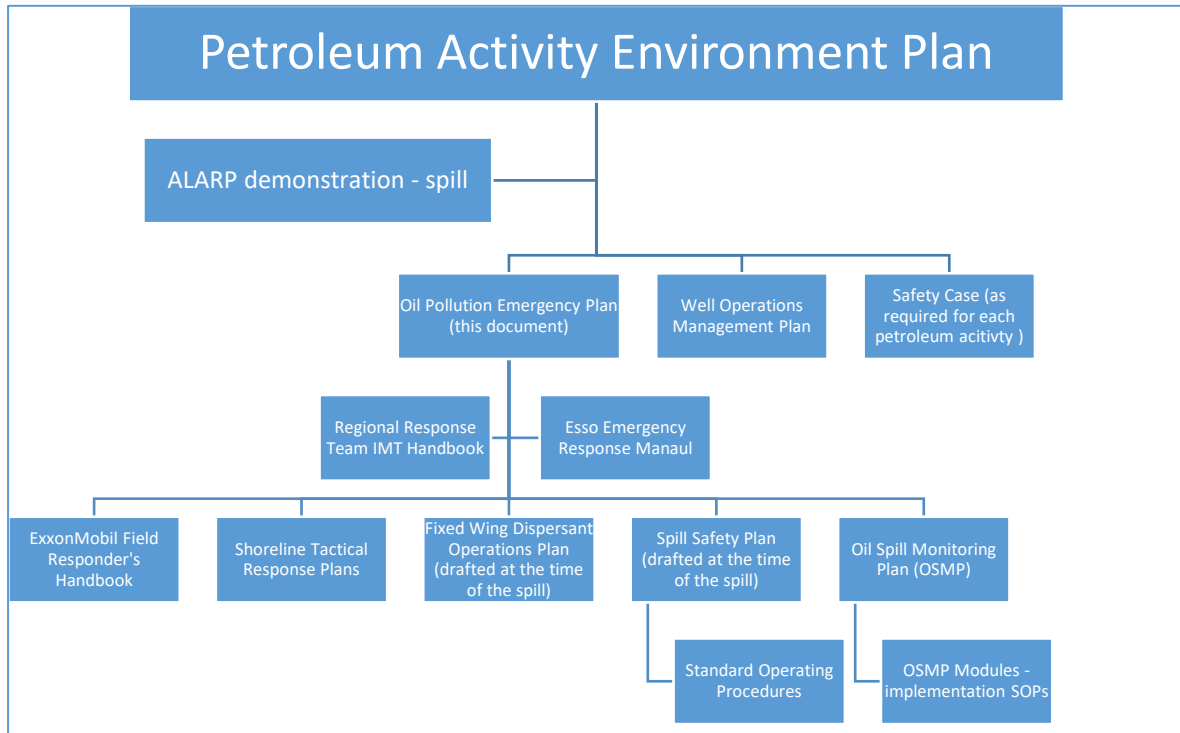 Petroleum Activity Environment Plan
ALARP demonstration - spill
Oil Pollution Emergency Plan
(this document)
Well Operations
Management Plan
Safety Case (as
required for each
petroleum acitivty )
Regional Response
Team IMT Handbook
Esso Emergency
Response Manaul
ExxonMobil Field
Responder's
Handbook
Shoreline Tactical
Response Plans
Fixed Wing Dispersant
Operations Plan
(drafted at the time
of the spill)
Spill Safety Plan
(drafted at the time
of the spill)
Oil Spill Monitoring
Plan (OSMP)
Standard Operating
Procedures
OSMP Modules -
implementation SOPs